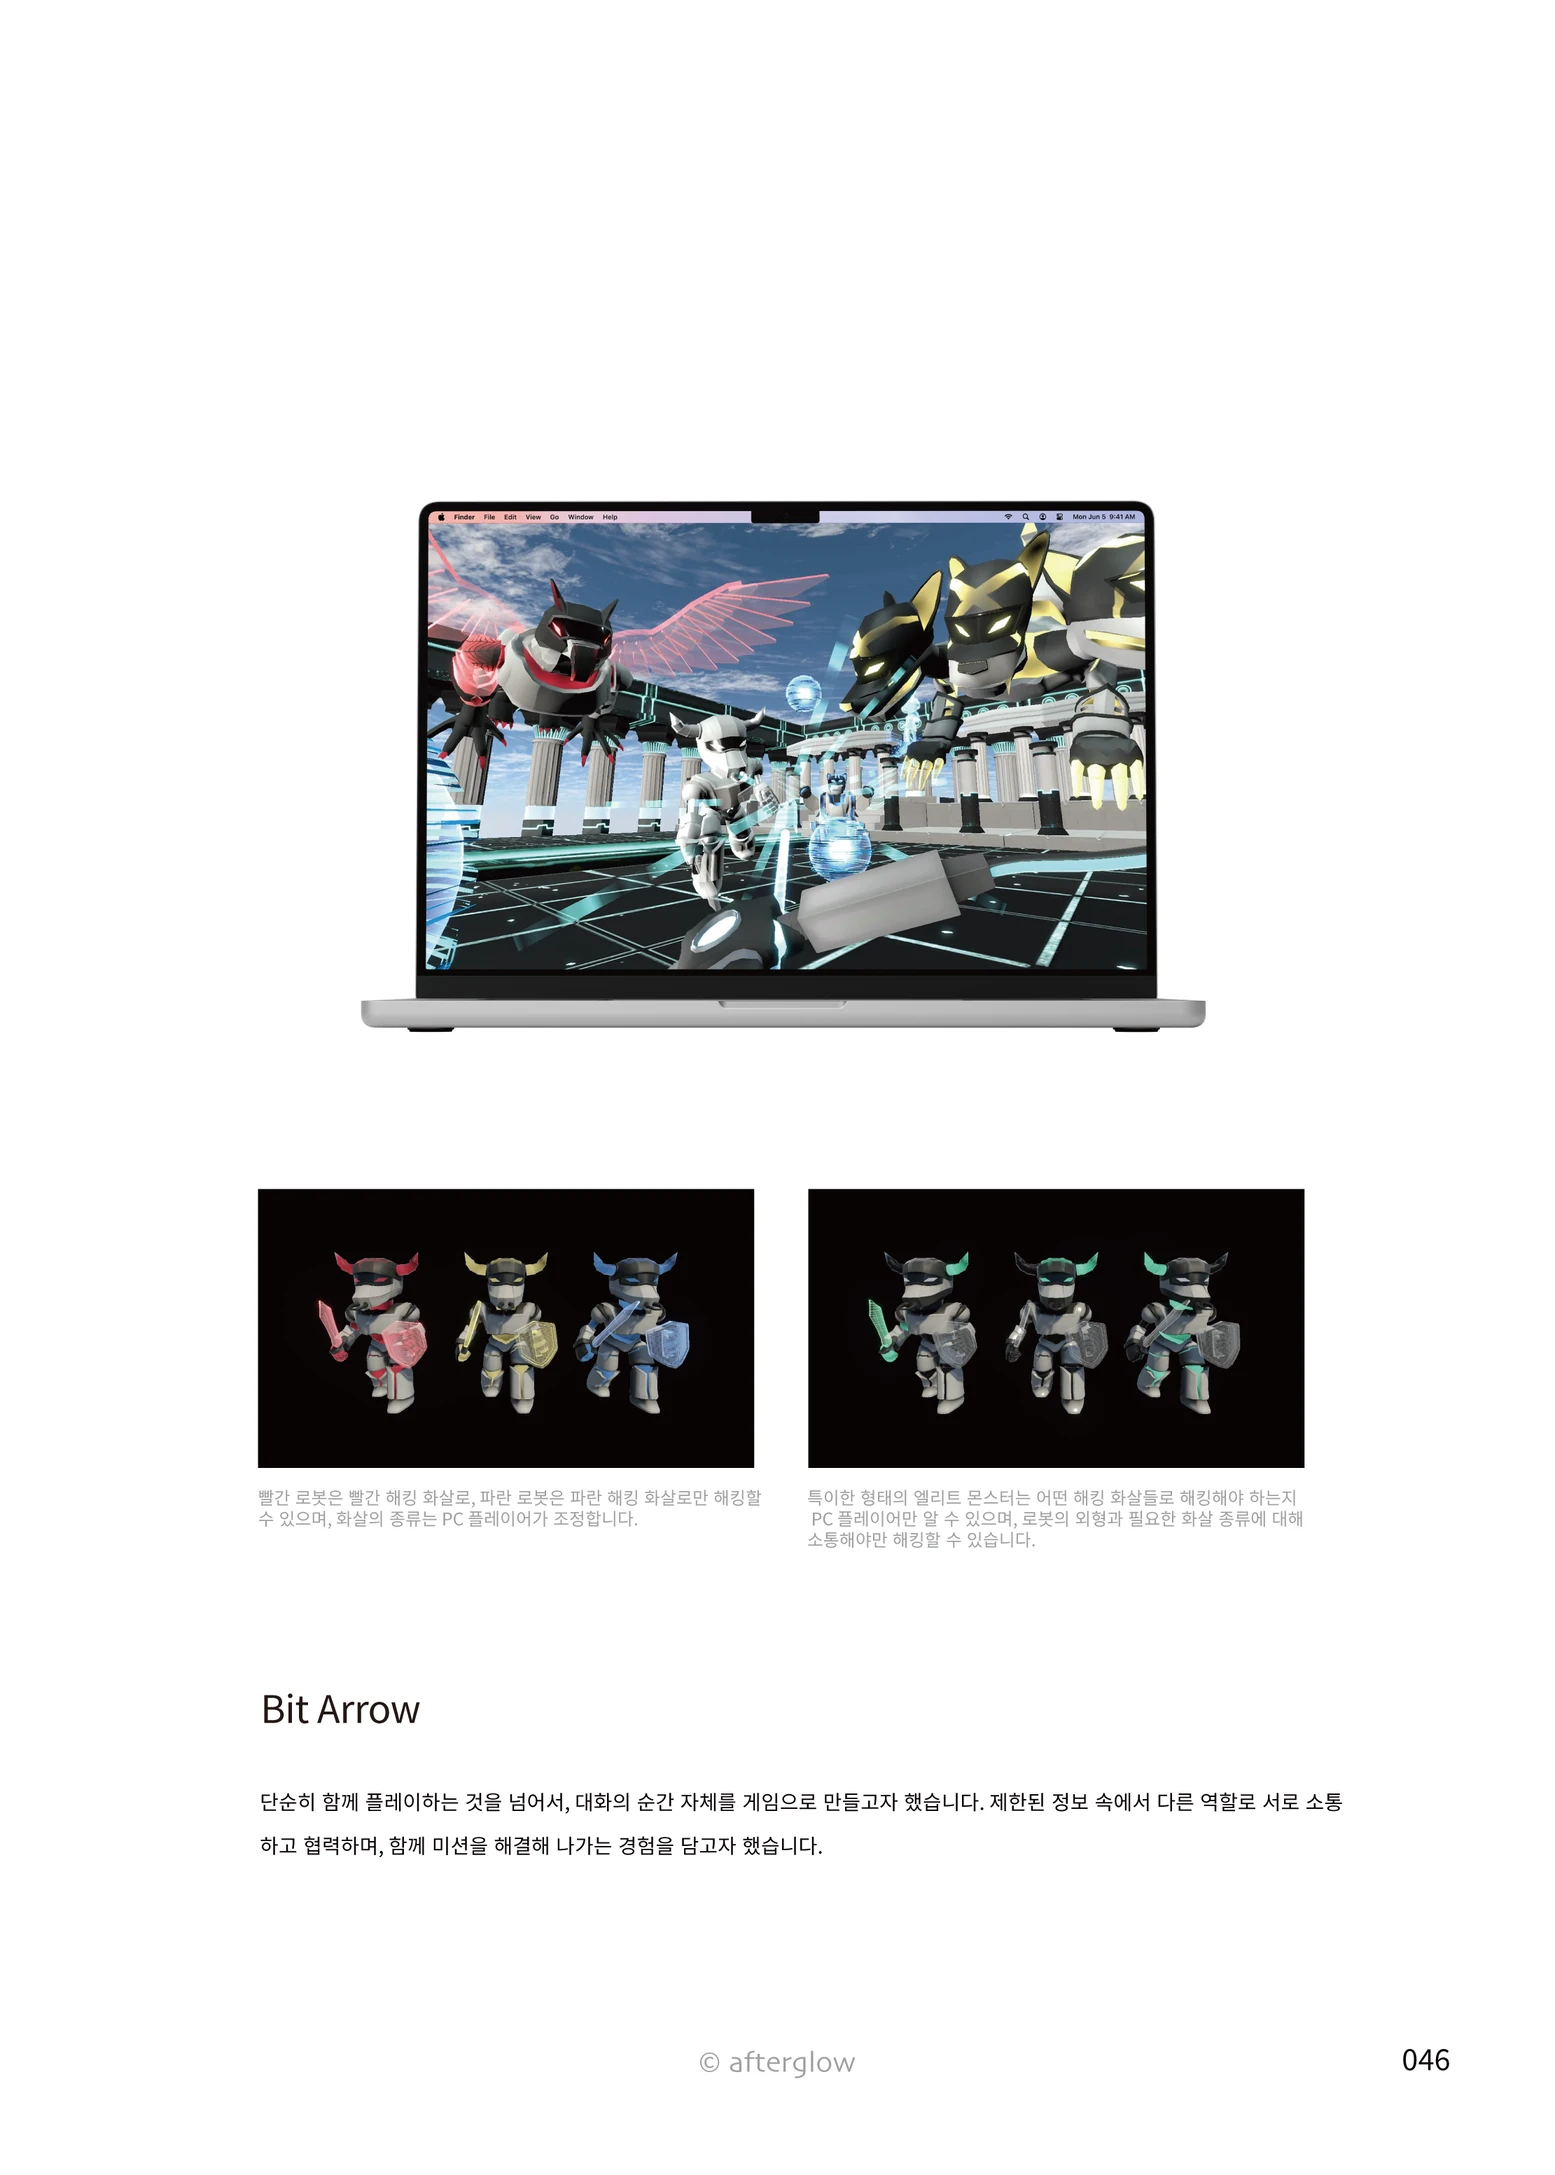 Finder File Edit View Go Window Help
Mon Jun 5 9:41 AM
빨간 로봇은 빨간 해킹 화살로, 파란 로봇은 파란 해킹 화살로만 해킹할
수 있으며, 화살의 종류는 PC 플레이어가 조정합니다.
특이한 형태의 엘리트 몬스터는 어떤 해킹 화살들로 해킹해야 하는지
PC 플레이어만 알 수 있으며, 로봇의 외형과 필요한 화살 종류에 대해
소통해야만 해킹할 수 있습니다.
Bit Arrow
단순히 함께 플레이하는 것을 넘어서, 대화의 순간 자체를 게임으로 만들고자 했습니다. 제한된 정보 속에서 다른 역할로 서로 소통
하고 협력하며, 함께 미션을 해결해 나가는 경험을 담고자 했습니다.
© afterglow
046